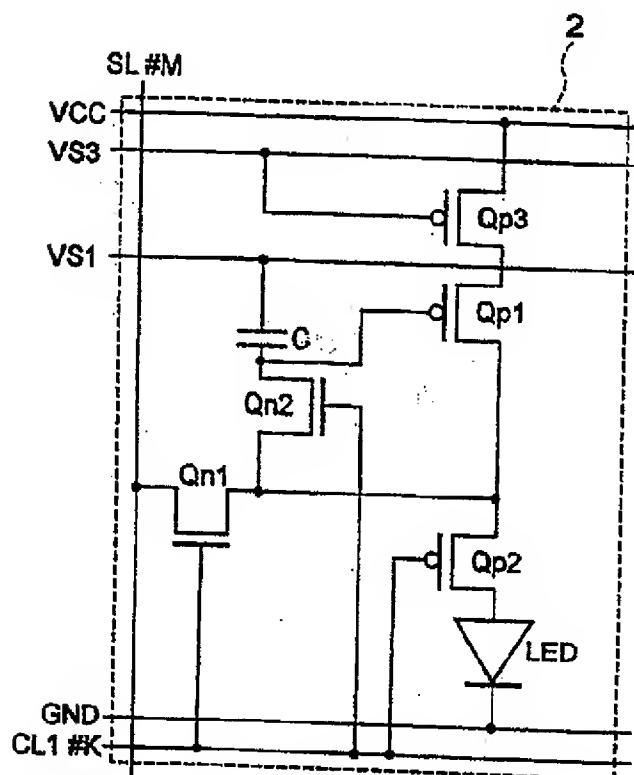 2
SL #M
VCC
VS3
Qp3
VS1
Qp1
C
Qn2
Qn1
Qp2
LED
GND
CL1 #K